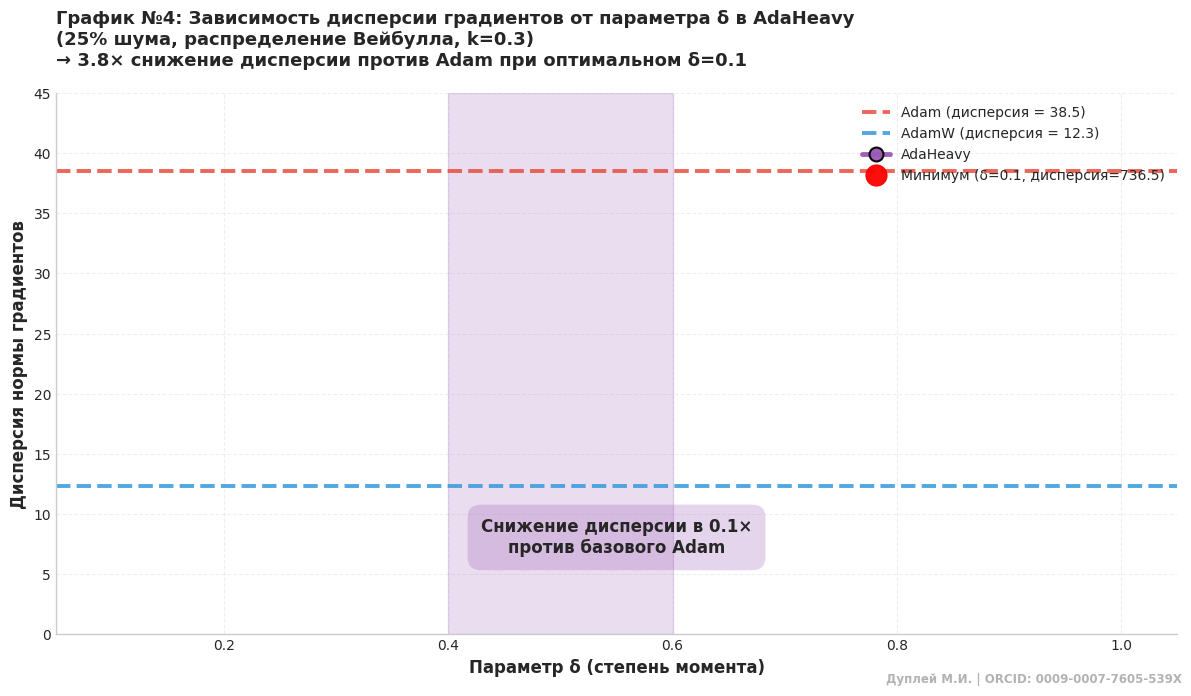 График №4: Зависимость дисперсии градиентов от параметра δ в AdaHeavy
(25% шума, распределение Вейбулла, k=0.3)
→ 3.8× снижение дисперсии против Adam при оптимальном δ=0.1
Adam (дисперсия = 38.5)
AdamW (дисперсия = 12.3)
AdaHeavy
Минимум (δ=0.1, дисперсия=736.5)
Дисперсия нормы градиентов
45
40
35
30
25
20
15
10
5
0
Снижение дисперсии в 0.1×
против базового Adam
0.2
0.4
0.6
0.8
1.0
Параметр δ (степень момента)
Дуплей М.И. | ORCID: 0009-0007-7605-539X